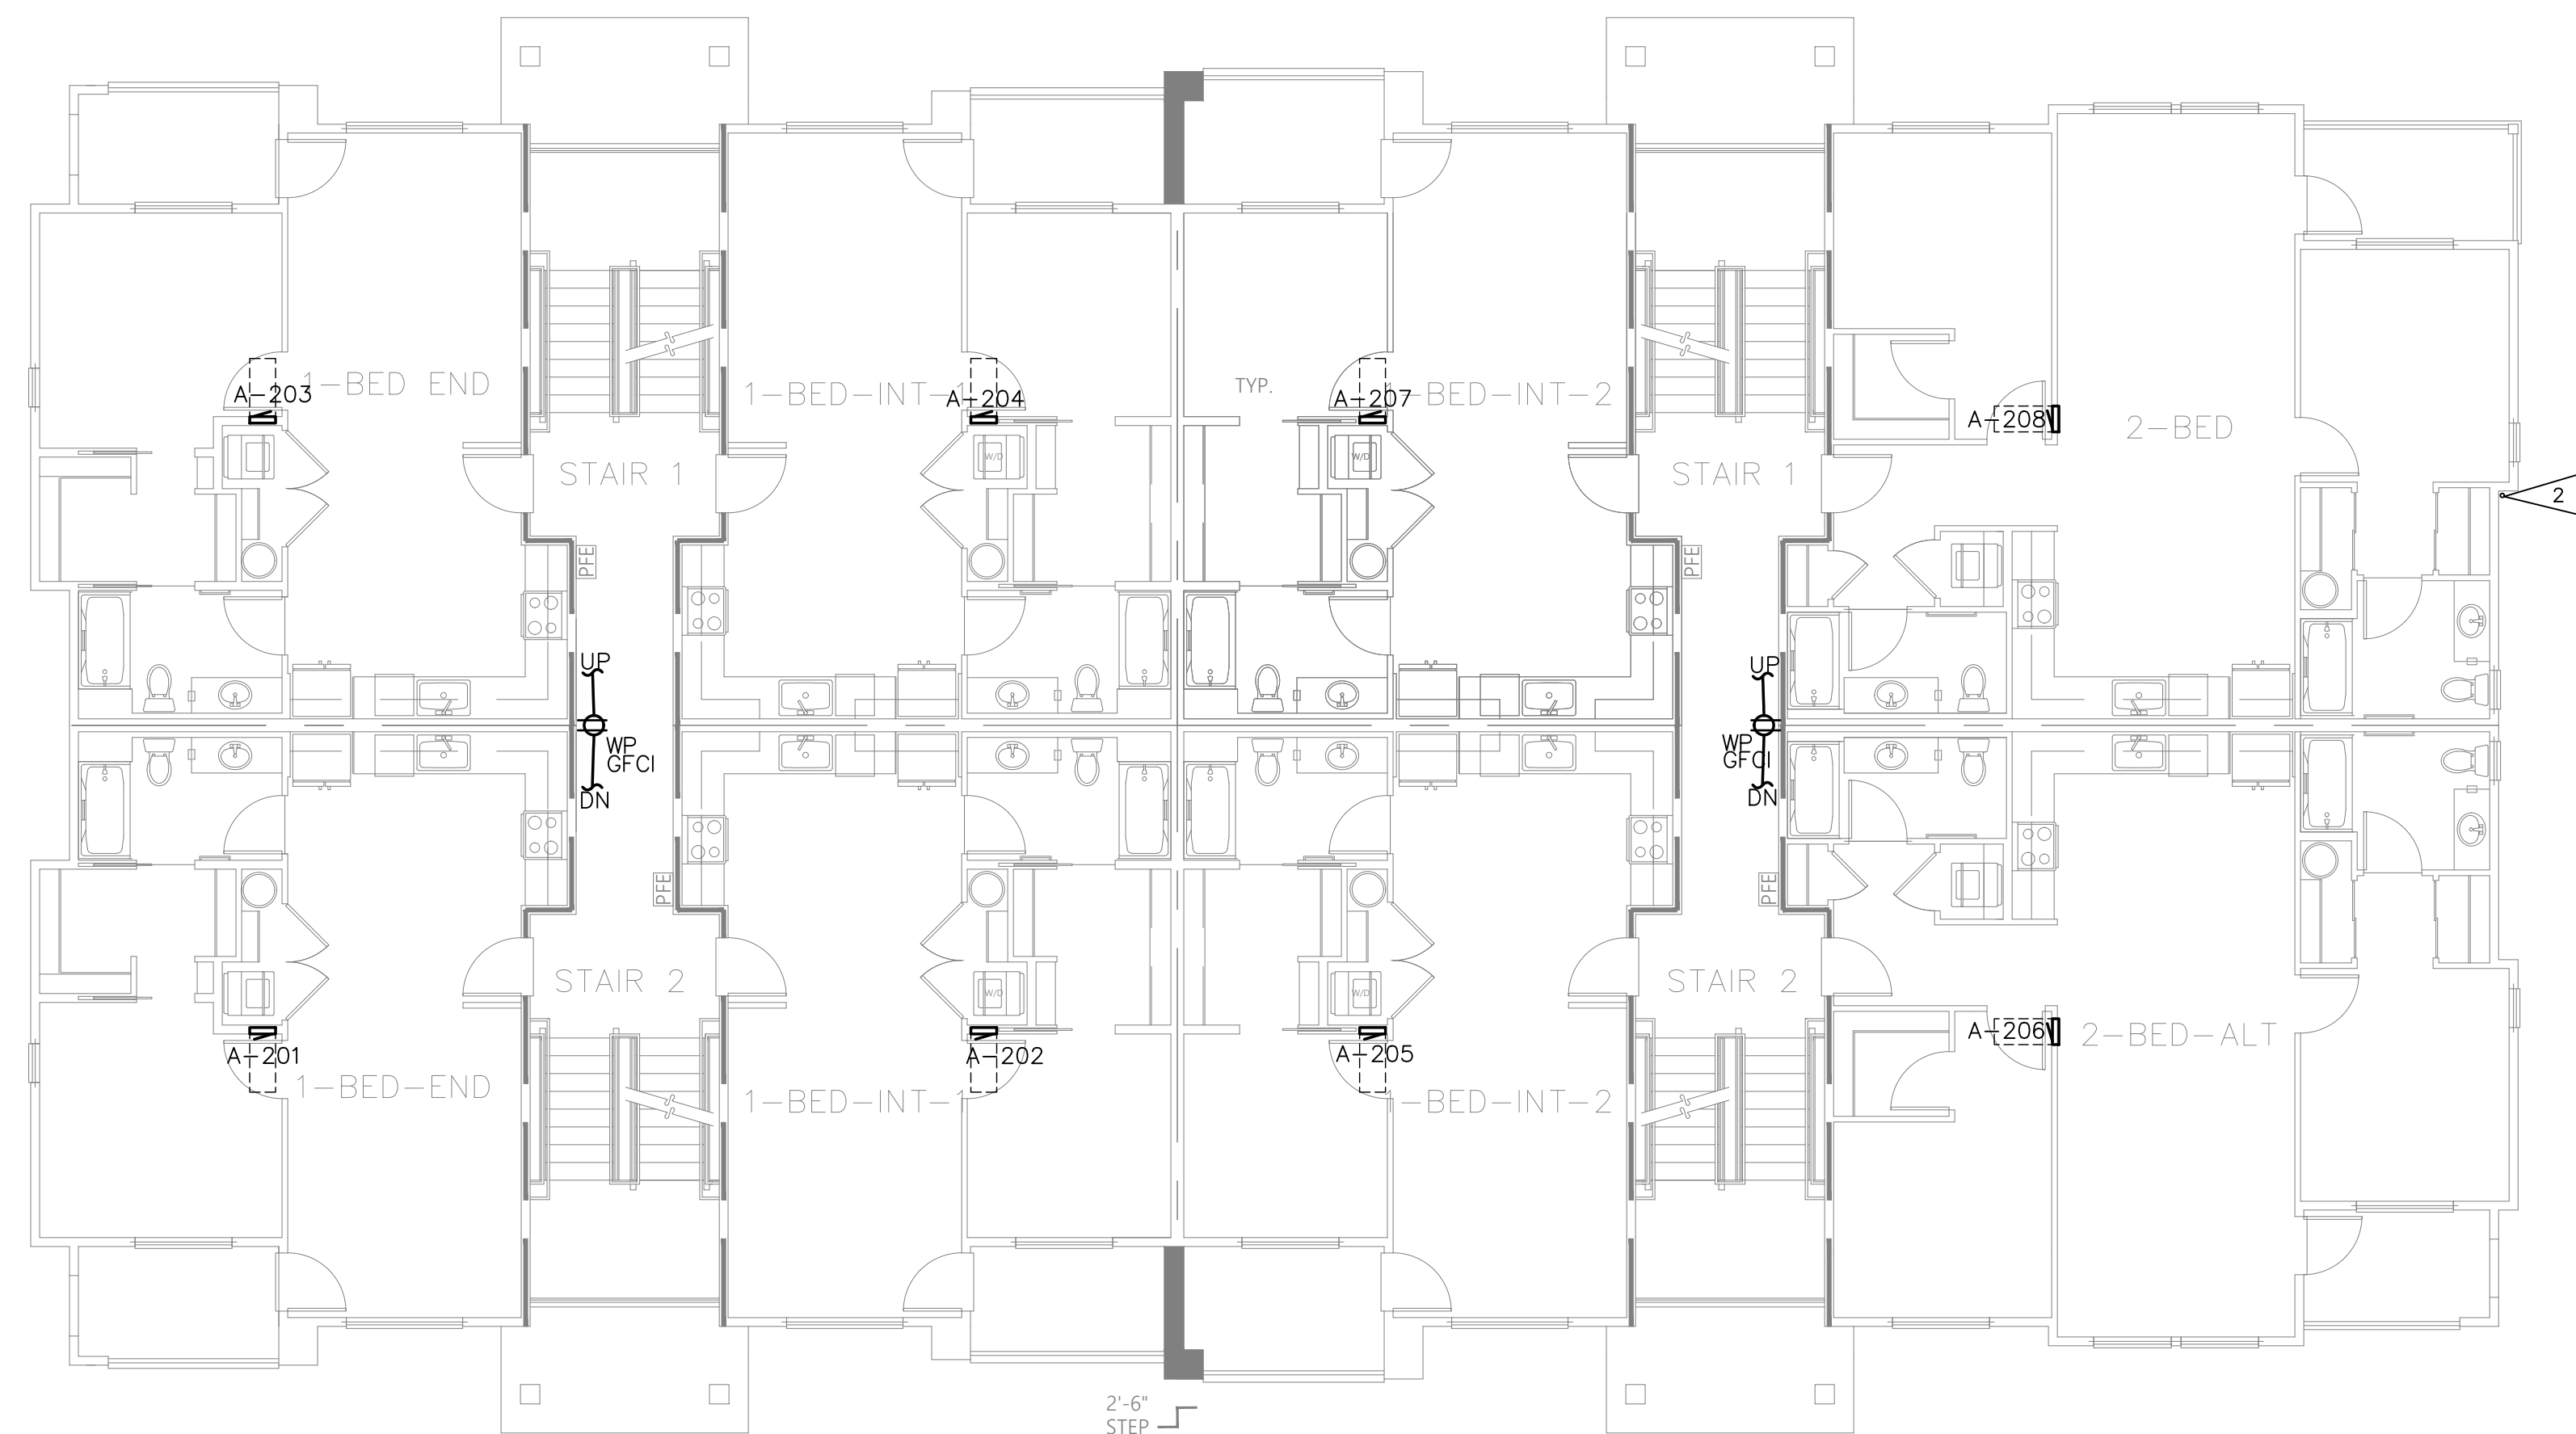 1-BED END
A-203
1-BED-INT-1
A-204
TYP.
A-207
1-BED-INT-2
A-208
2-BED
STAIR 1
W/D
W/D
STAIR 1
2
PFE
PFE
UP
WP
GFCI
DN
UP
WP
GFCI
DN
PFE
PFE
STAIR 2
W/D
W/D
STAIR 2
A-201
1-BED-END
A-202
1-BED-INT-1
A-205
1-BED-INT-2
A-206
2-BED-ALT
2'-6"
STEP